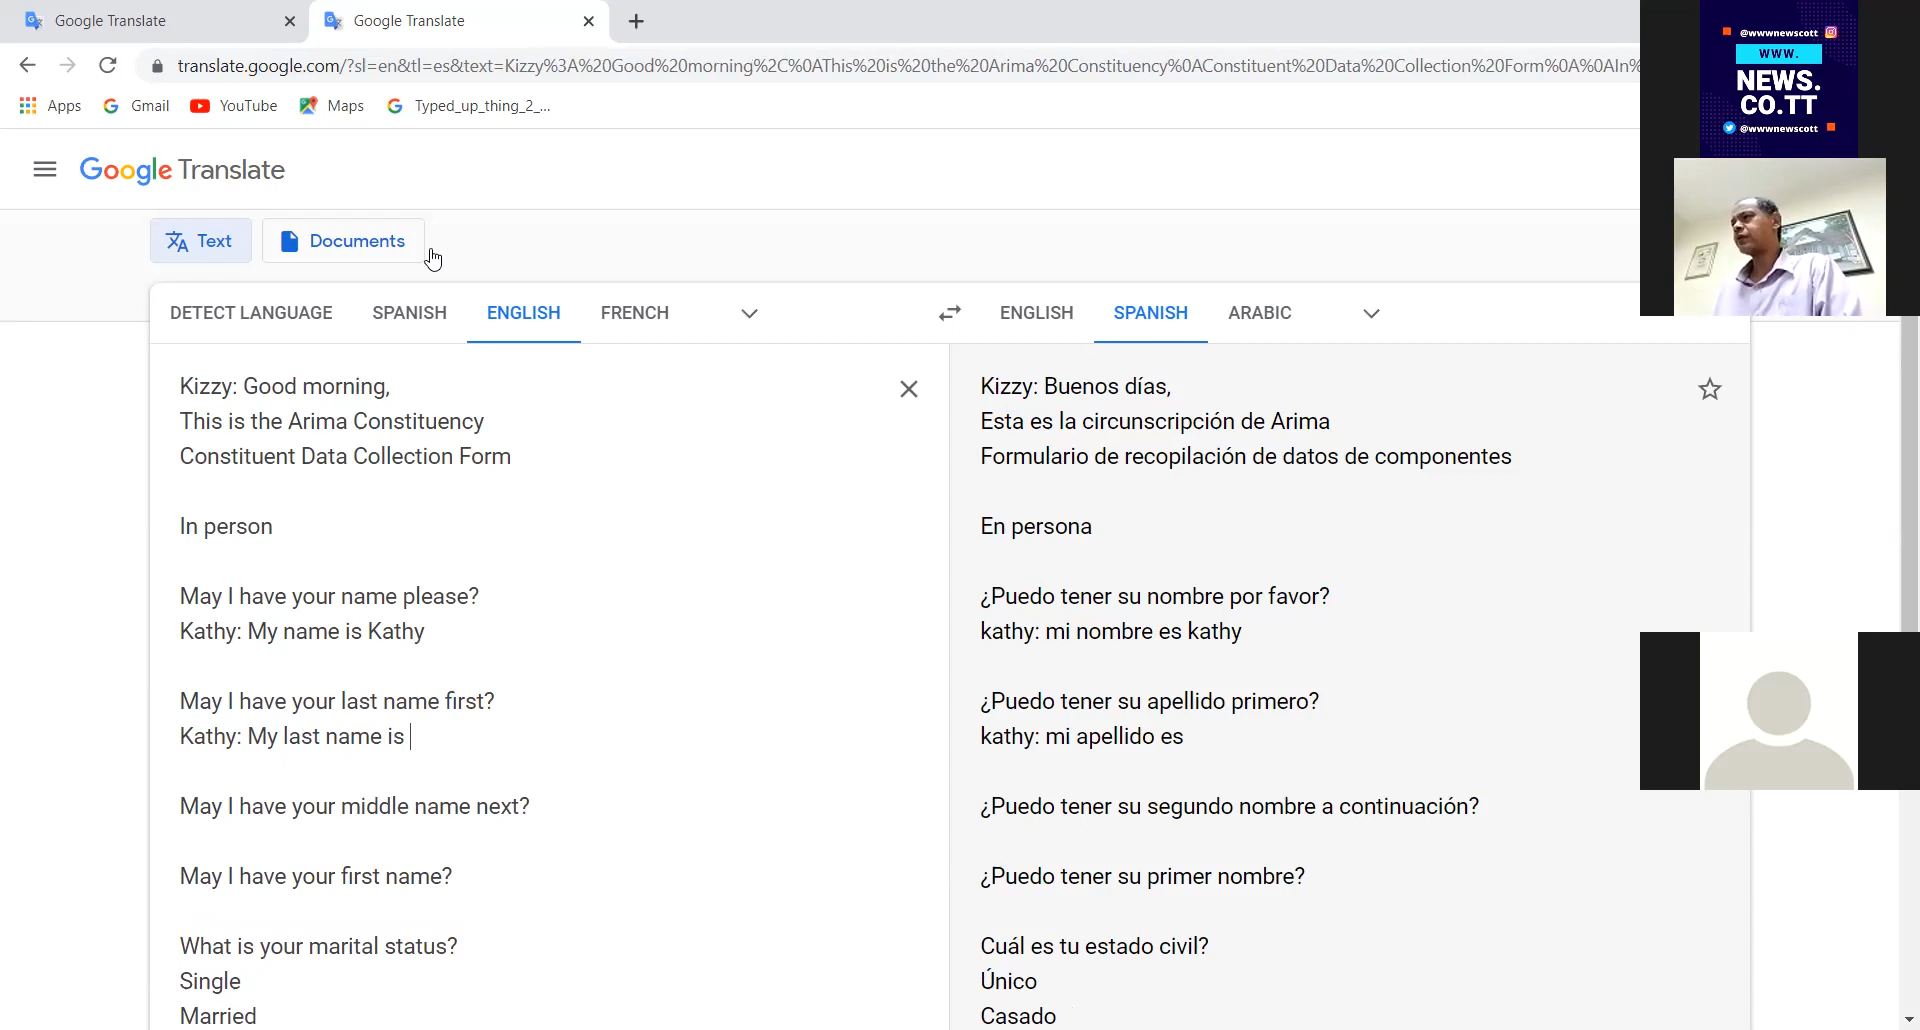 Google Translate
Google Translate
translate.google.com/?sl=en&tl=es&text=Kizzy%3A%20Good%20morning%2C%0AThis%20is%20the%20Arima%20Constituency%0AConstituent%20Data%20Collection%20Form%0A%0AIn%
Apps
Gmail
YouTube
Maps
Typed_up_thing_2_...
@wwwnewscott
WWW.
NEWS.
CO.TT
@wwwnewscott
Google Translate
Text
Documents
DETECT LANGUAGE
SPANISH
ENGLISH
FRENCH
ENGLISH
SPANISH
ARABIC
Kizzy: Good morning,
This is the Arima Constituency
Constituent Data Collection Form
In person
May I have your name please?
Kathy: My name is Kathy
May I have your last name first?
Kathy: My last name is
May I have your middle name next?
May I have your first name?
What is your marital status?
Single
Married
Kizzy: Buenos días,
Esta es la circunscripción de Arima
Formulario de recopilación de datos de componentes
En persona
¿Puedo tener su nombre por favor?
kathy: mi nombre es kathy
¿Puedo tener su apellido primero?
kathy: mi apellido es
¿Puedo tener su segundo nombre a continuación?
¿Puedo tener su primer nombre?
Cuál es tu estado civil?
Único
Casado